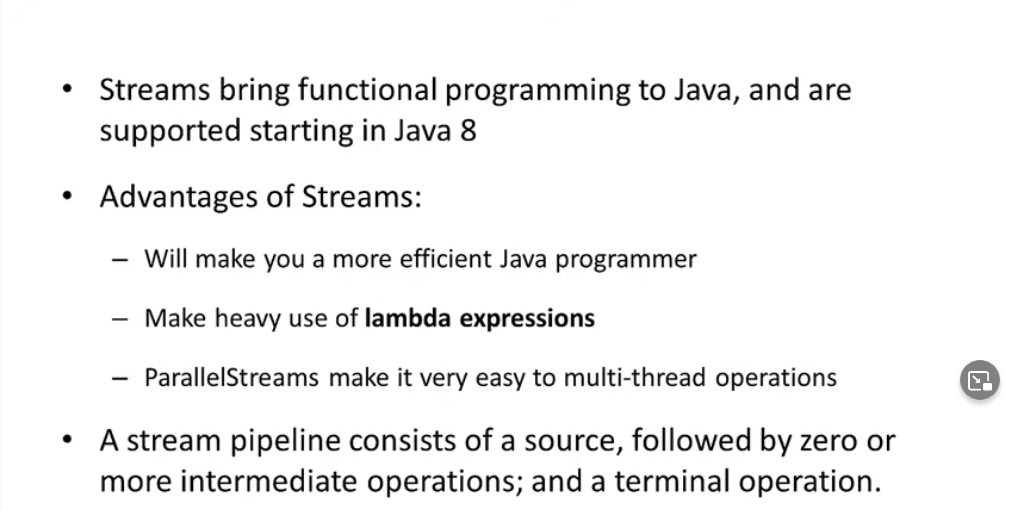 • Streams bring functional programming to Java, and are
supported starting in Java 8
• Advantages of Streams:
– Will make you a more efficient Java programmer
– Make heavy use of lambda expressions
– ParallelStreams make it very easy to multi-thread operations
• A stream pipeline consists of a source, followed by zero or
more intermediate operations; and a terminal operation.